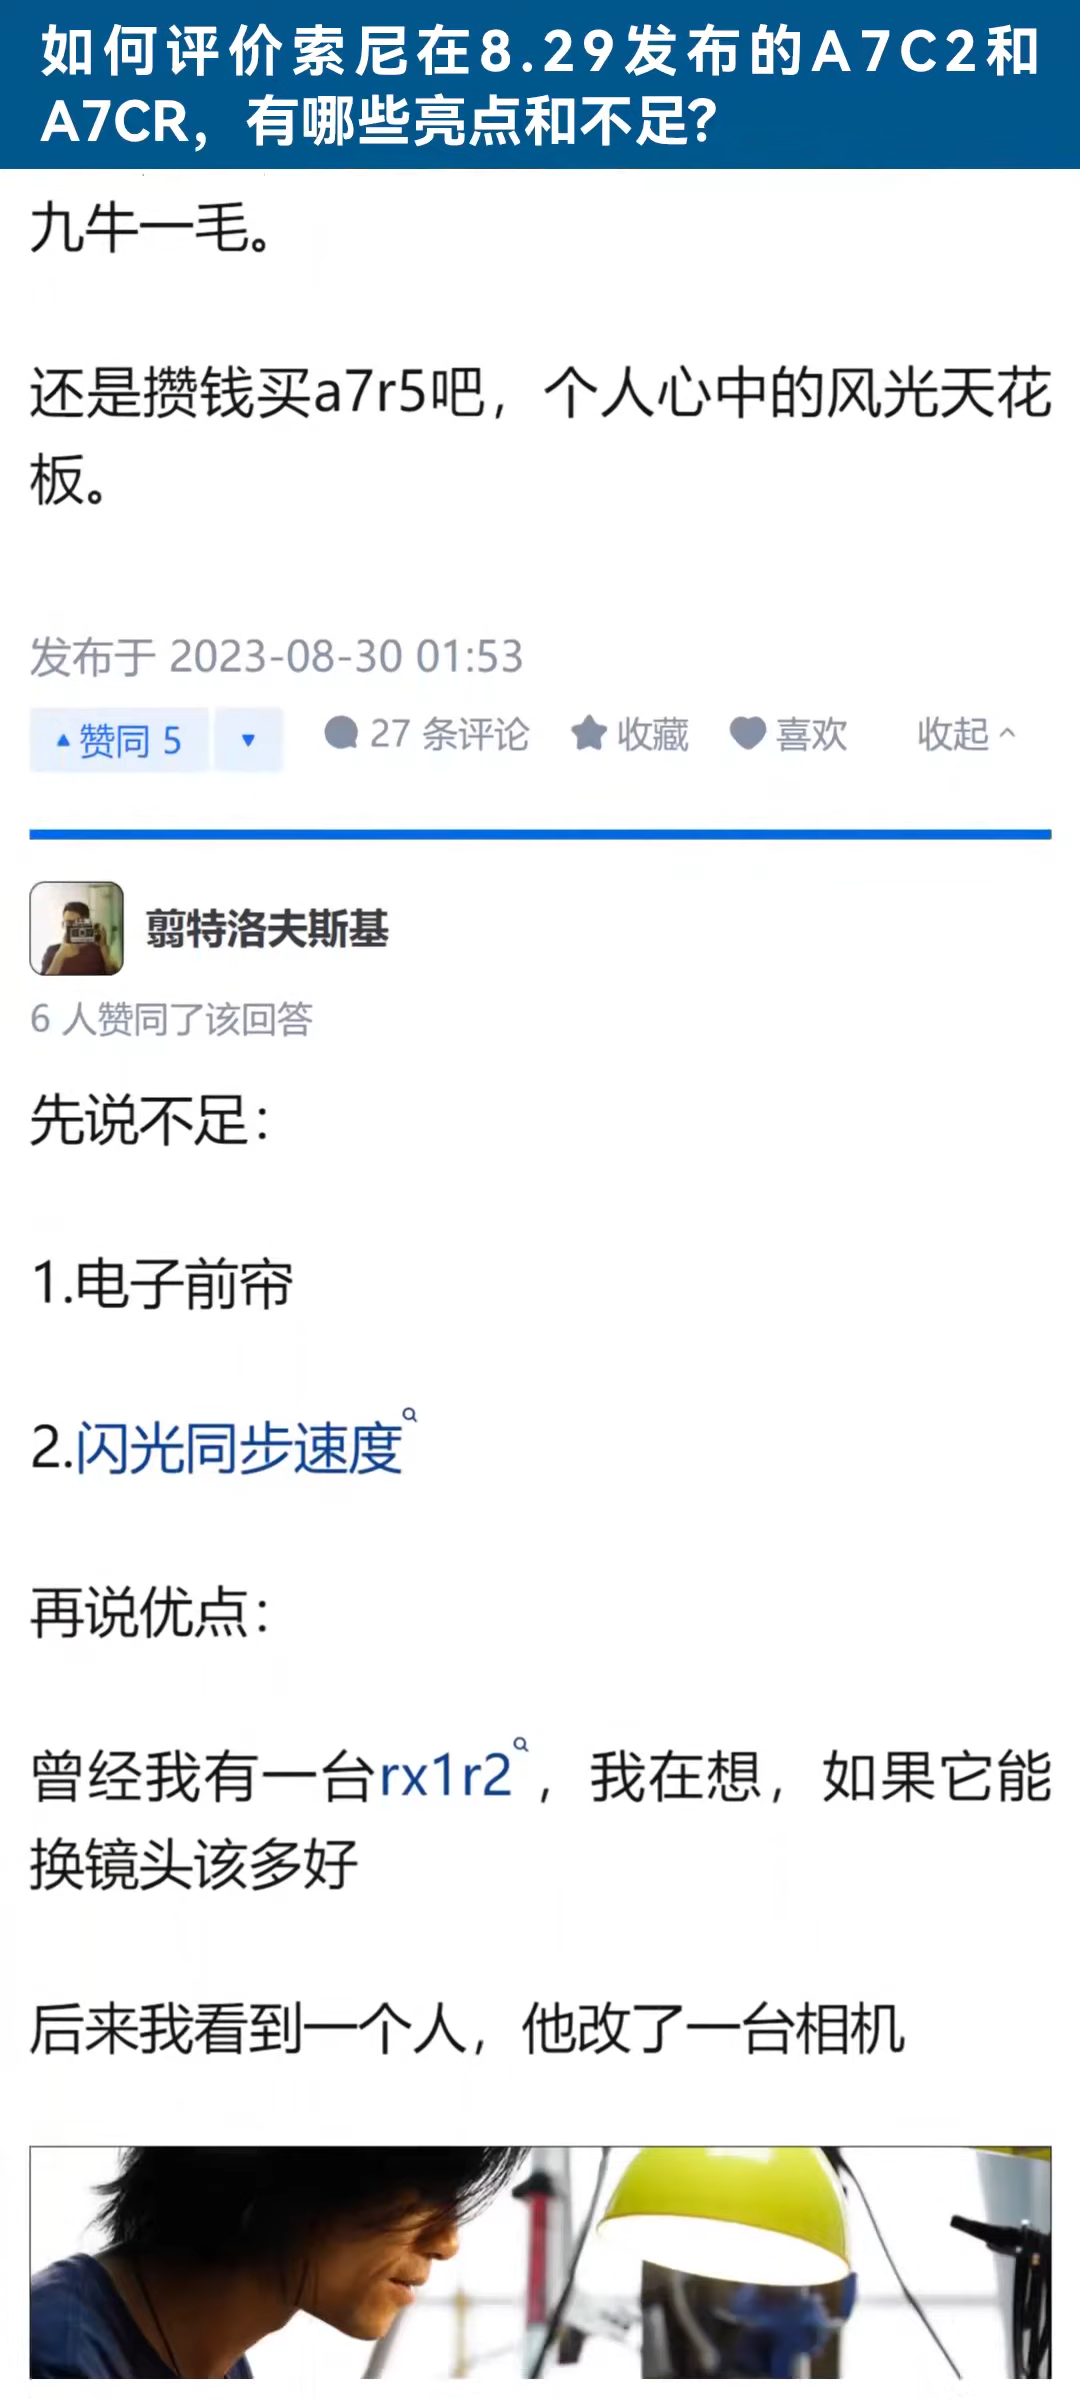 如何评价索尼在8.29发布的A7C2和
A7CR，有哪些亮点和不足？
九牛一毛。
还是攒钱买a7r5吧，个人心中的风光天花
板。
发布于 2023-08-30 01:53
赞同 5
27 条评论
收藏
喜欢
收起
翦特洛夫斯基
6 人赞同了该回答
先说不足：
1.电子前帘
2.闪光同步速度
再说优点：
曾经我有一台rx1r2，我在想，如果它能
换镜头该多好
后来我看到一个人，他改了一台相机